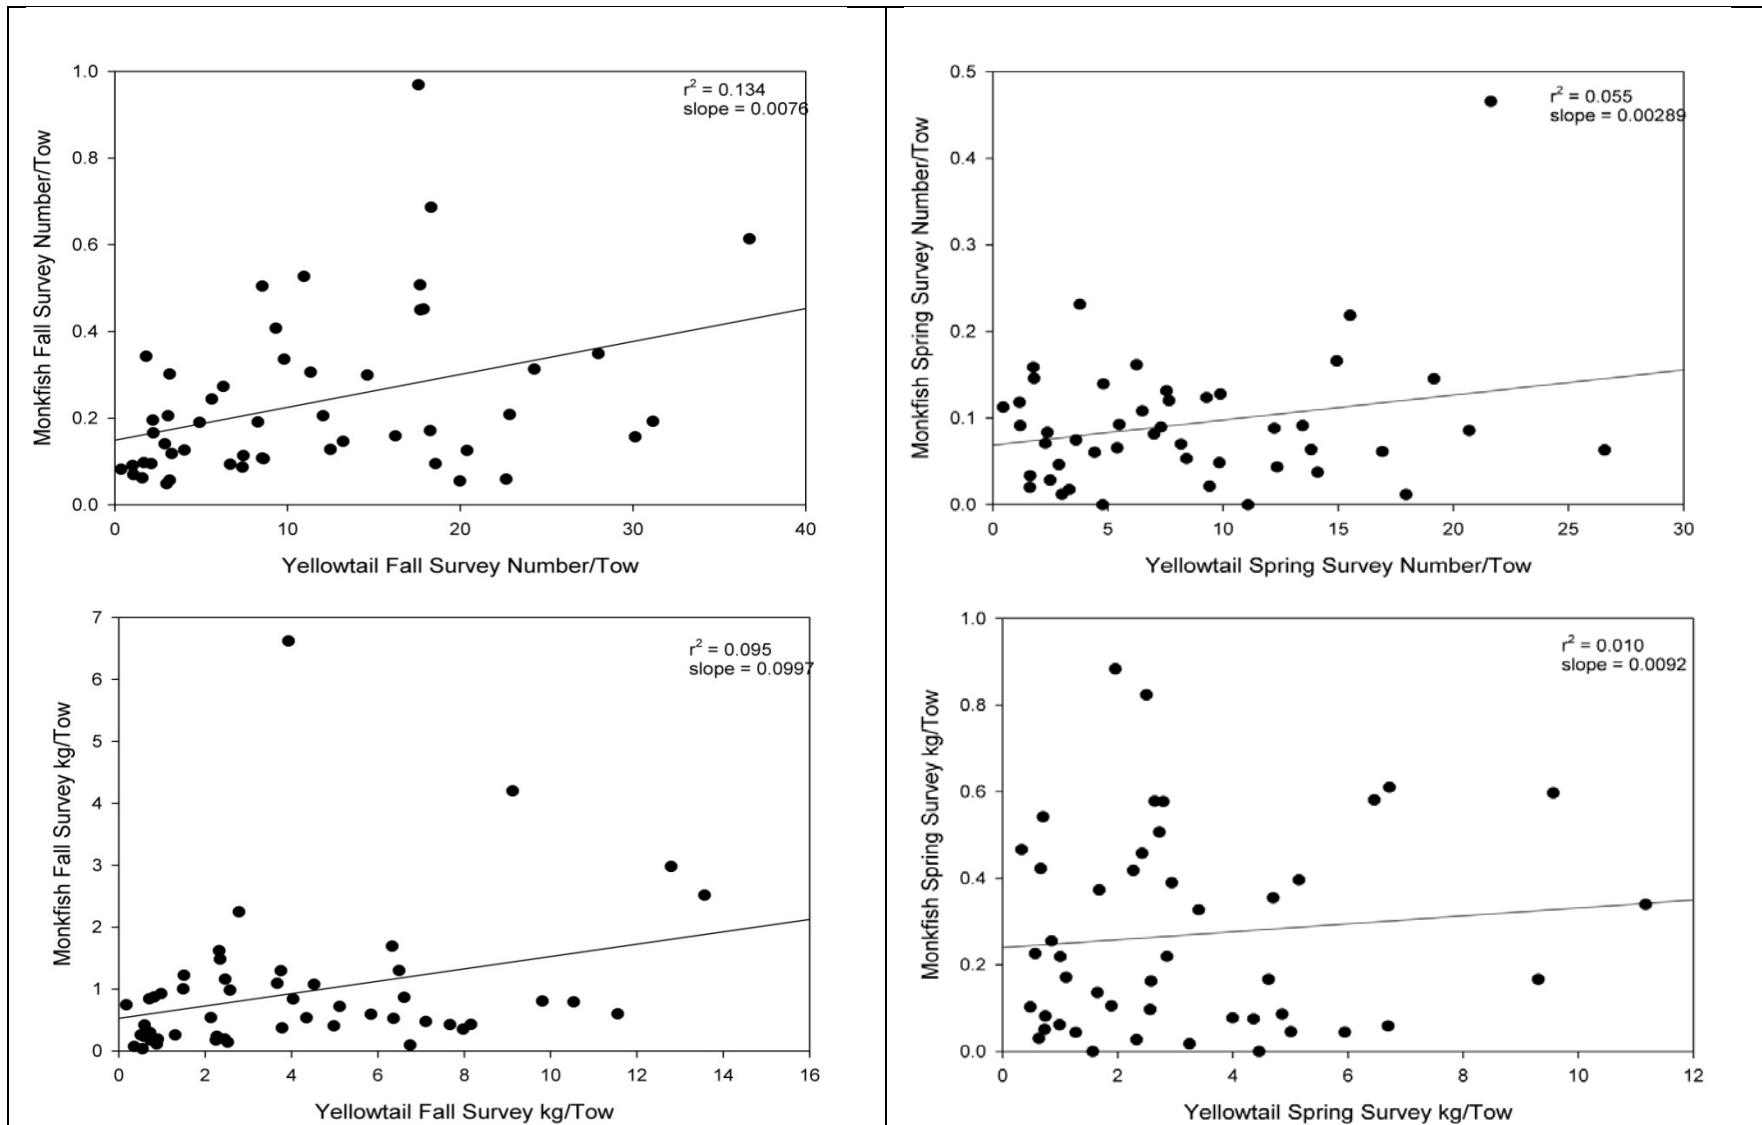 r² = 0.134
slope = 0.0076
1.0
0.8
0.6
0.4
0.2
0.0
Monkfish Fall Survey Number/Tow
0 10 20 30 40
Yellowtail Fall Survey Number/Tow
r² = 0.055
slope = 0.00289
0.5
0.4
0.3
0.2
0.1
0.0
Monkfish Spring Survey Number/Tow
0 5 10 15 20 25 30
Yellowtail Spring Survey Number/Tow
r² = 0.095
slope = 0.0997
7
6
5
4
3
2
1
0
Monkfish Fall Survey kg/Tow
0 2 4 6 8 10 12 14 16
Yellowtail Fall Survey kg/Tow
r² = 0.010
slope = 0.0092
1.0
0.8
0.6
0.4
0.2
0.0
Monkfish Spring Survey kg/Tow
0 2 4 6 8 10 12
Yellowtail Spring Survey kg/Tow